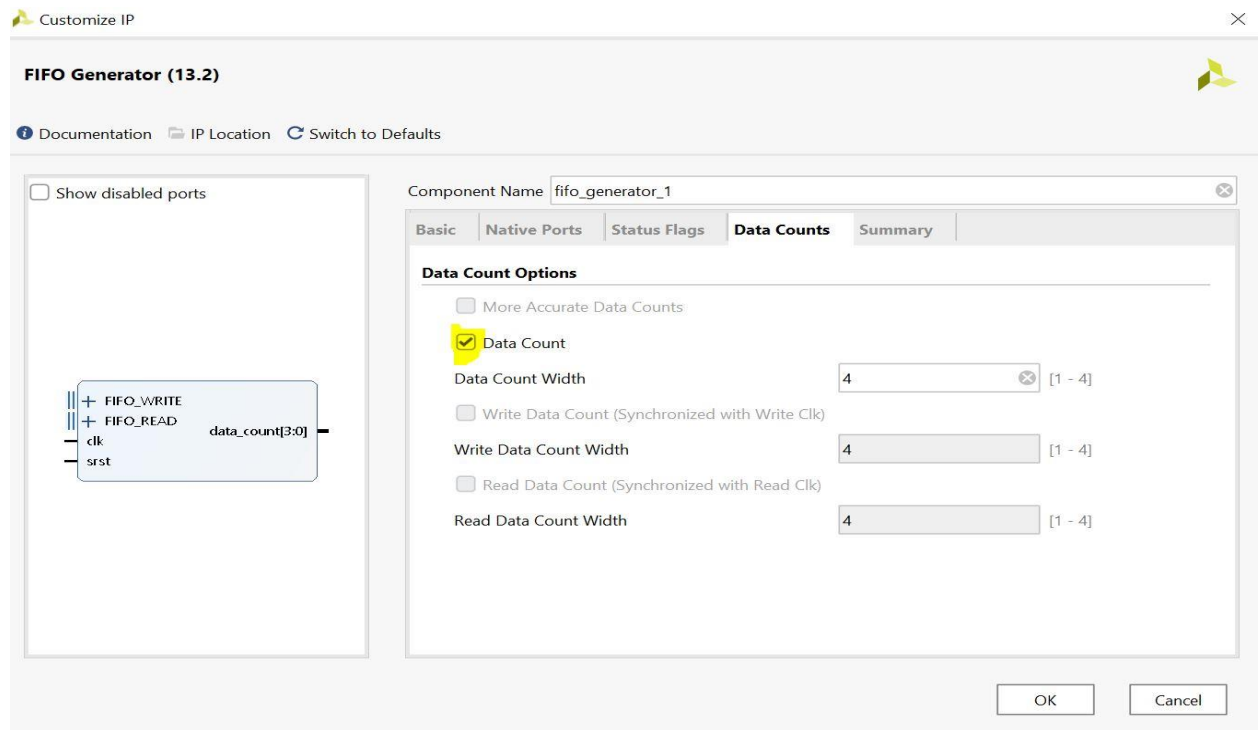 Customize IP
FIFO Generator (13.2)
Documentation IP Location Switch to Defaults
Show disabled ports
FIFO_WRITE
FIFO_READ
clk
srst
data_count[3:0]
Component Name fifo_generator_1
Basic Native Ports Status Flags Data Counts Summary
Data Count Options
More Accurate Data Counts
Data Count
Data Count Width 4 [1 - 4]
Write Data Count (Synchronized with Write Clk)
Write Data Count Width 4 [1 - 4]
Read Data Count (Synchronized with Read Clk)
Read Data Count Width 4 [1 - 4]
OK Cancel